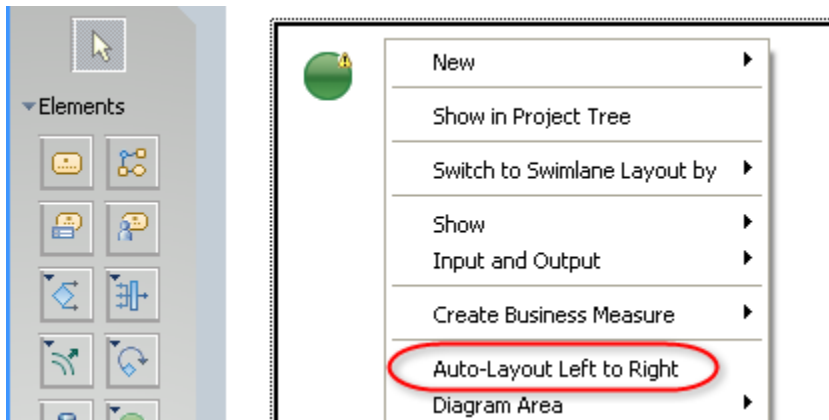 Elements
New
Show in Project Tree
Switch to Swimlane Layout by
Show
Input and Output
Create Business Measure
Auto-Layout Left to Right
Diagram Area